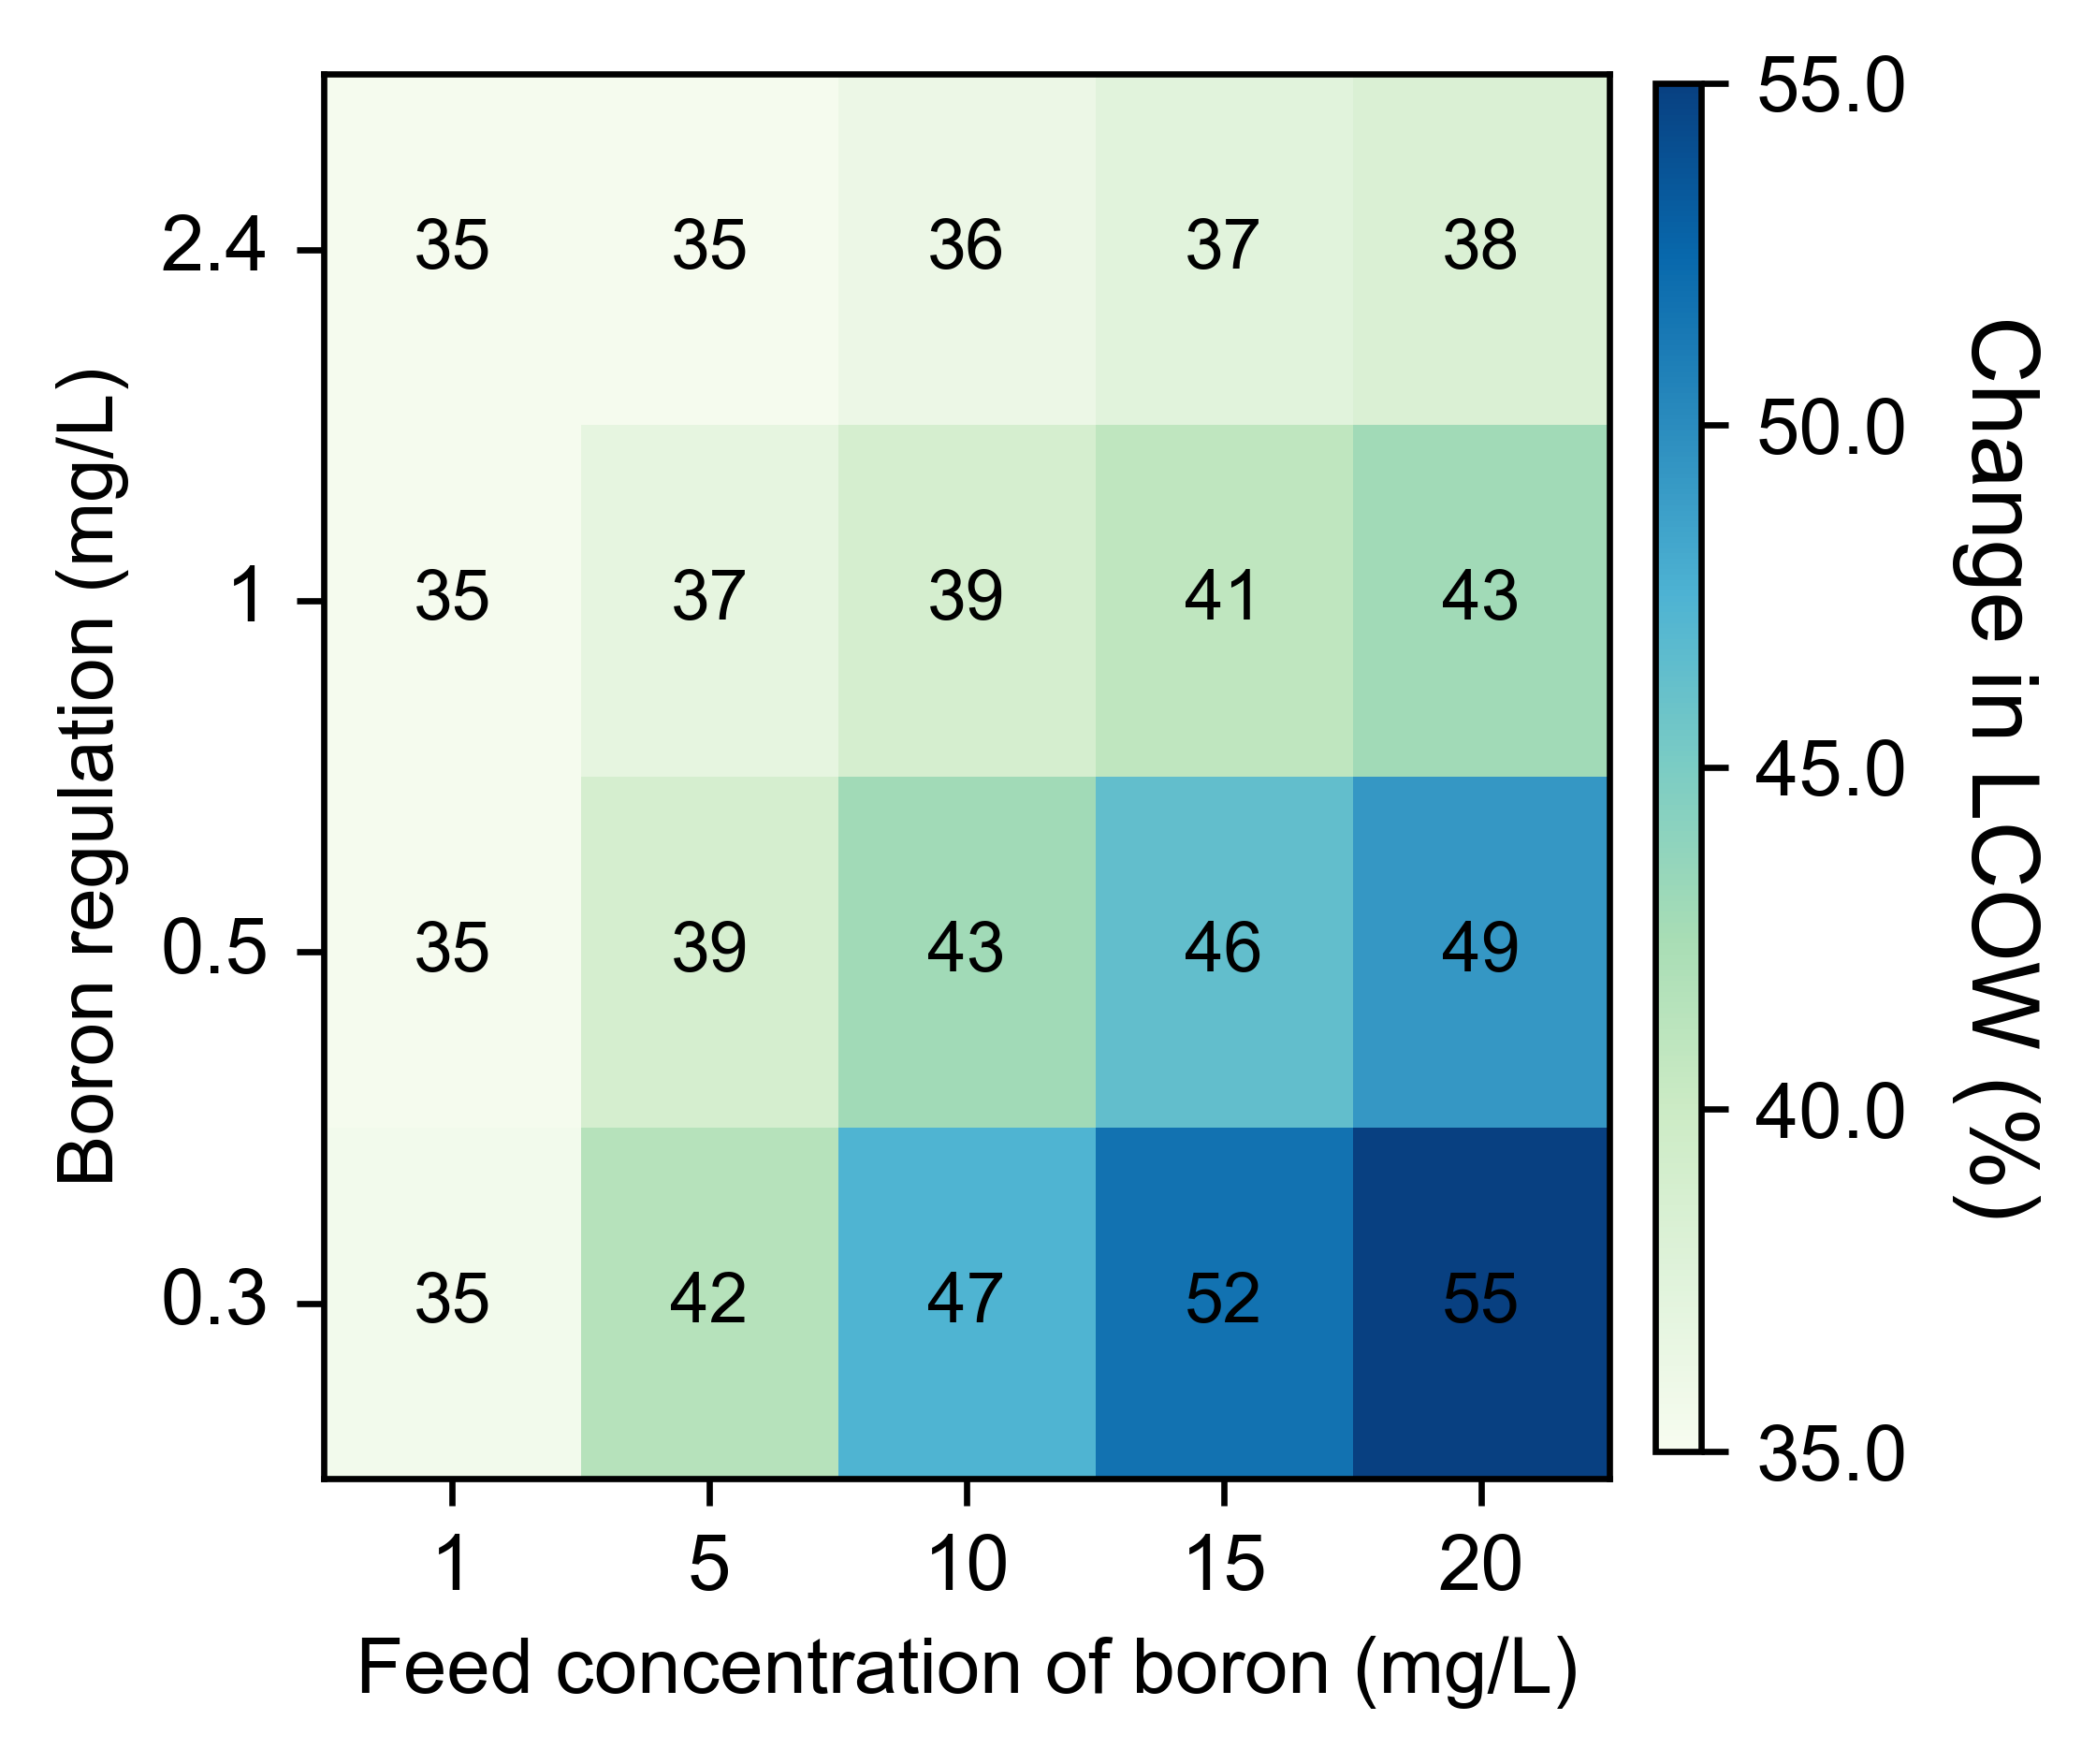 55.0
2.4 35 35 36 37 38
50.0
1 35 37 39 41 43
45.0
0.5 35 39 43 46 49
40.0
0.3 35 42 47 52 55
35.0
1 5 10 15 20
Feed concentration of boron (mg/L)
Boron regulation (mg/L)
Change in LCOW (%)